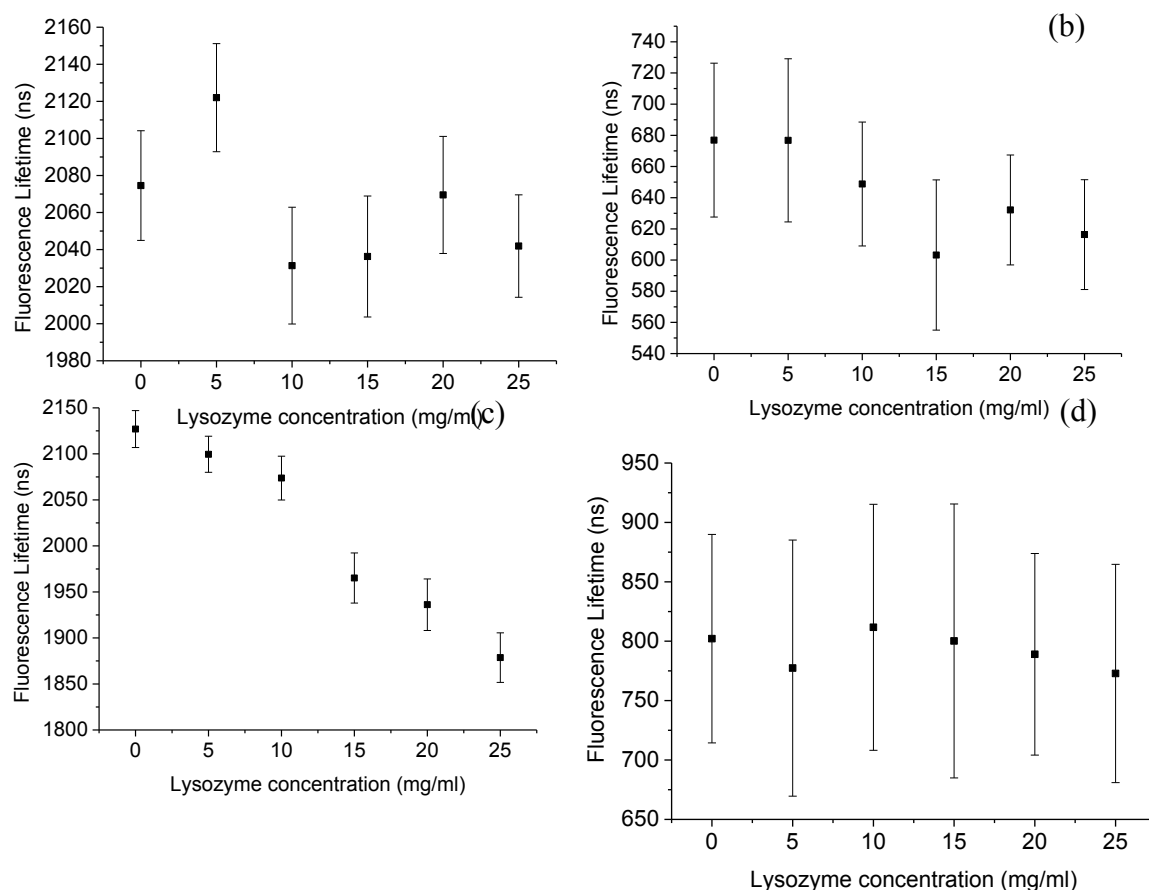 2160
2140
2120
2100
2080
2060
2040
2020
2000
1980
Fluorescence Lifetime (ns)
0 5 10 15 20 25
Lysozyme concentration (mg/ml)
(b)
740
720
700
680
660
640
620
600
580
560
540
Fluorescence Lifetime (ns)
0 5 10 15 20 25
Lysozyme concentration (mg/ml)
(c)
2150
2100
2050
2000
1950
1900
1850
1800
Fluorescence Lifetime (ns)
0 5 10 15 20 25
Lysozyme concentration (mg/ml)
(d)
950
900
850
800
750
700
650
Fluorescence Lifetime (ns)
0 5 10 15 20 25
Lysozyme concentration (mg/ml)